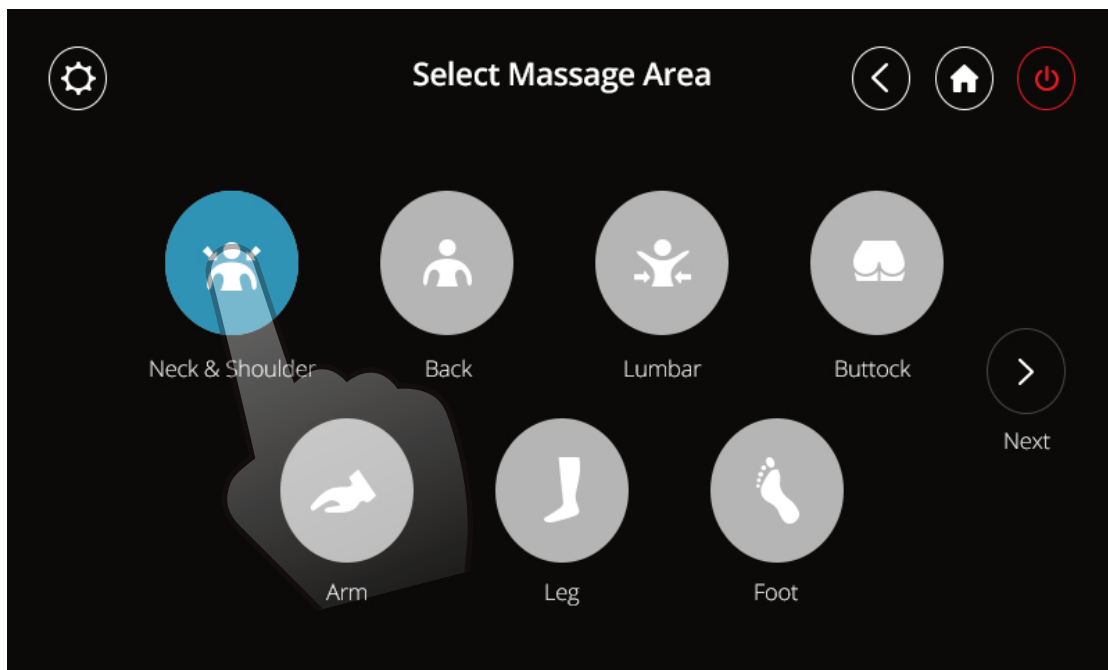 Select Massage Area
Neck & Shoulder
Back
Lumbar
Buttock
Next
Arm
Leg
Foot